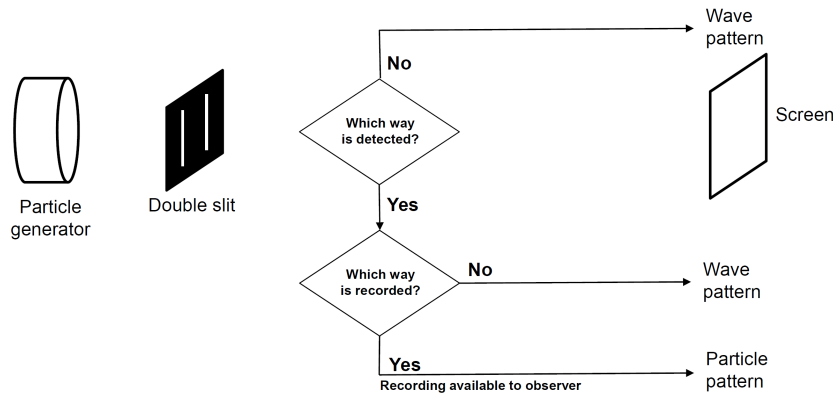 Wave
pattern
No
Which way
is detected?
Screen
Particle
generator
Double slit
Yes
Which way
is recorded?
No
Wave
pattern
Yes
Recording available to observer
Particle
pattern